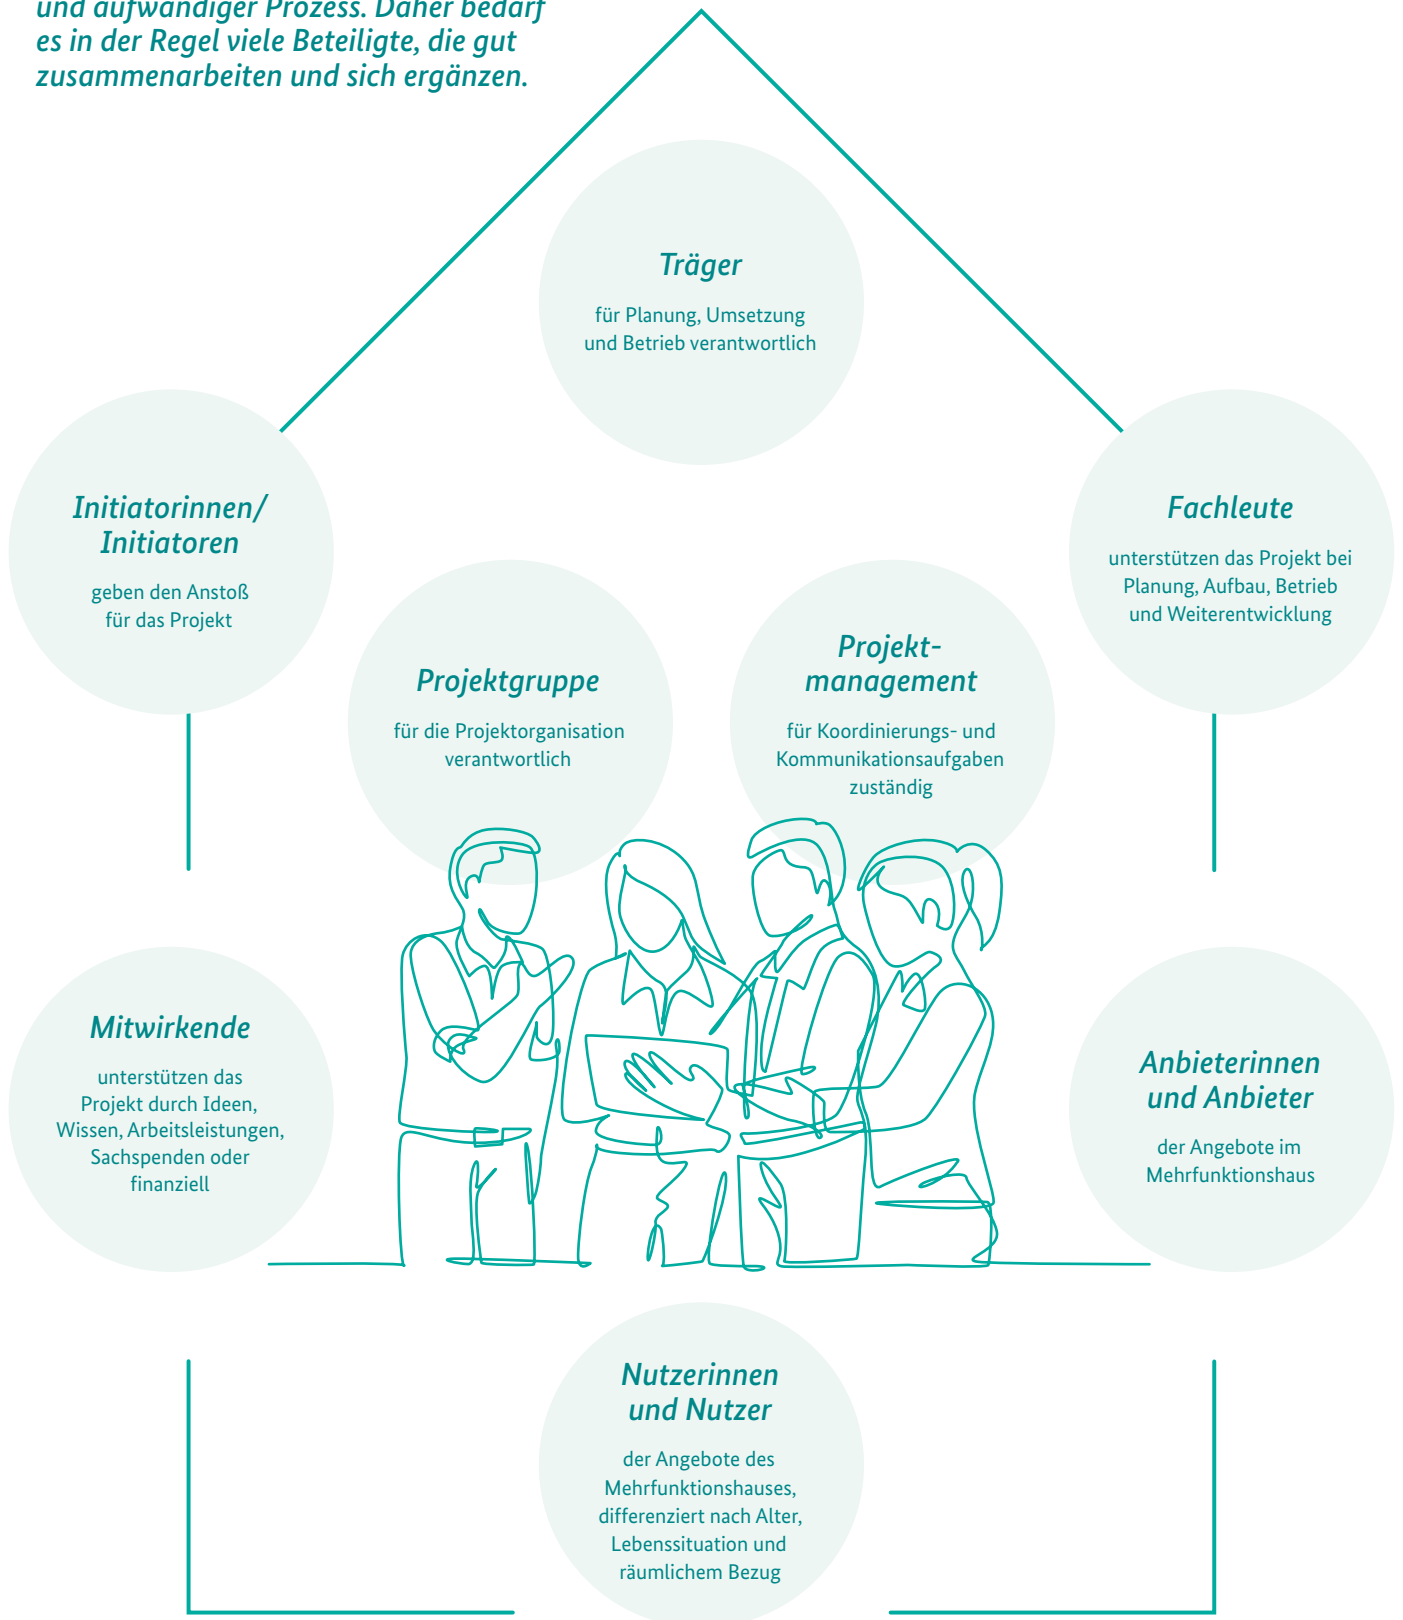 und aufwändiger Prozess. Daher bedarf
es in der Regel viele Beteiligte, die gut
zusammenarbeiten und sich ergänzen.
Träger
für Planung, Umsetzung
und Betrieb verantwortlich
Initiatorinnen/
Initiatoren
geben den Anstoß
für das Projekt
Fachleute
unterstützen das Projekt bei
Planung, Aufbau, Betrieb
und Weiterentwicklung
Projektgruppe
für die Projektorganisation
verantwortlich
Projekt-
management
für Koordinierungs- und
Kommunikationsaufgaben
zuständig
Mitwirkende
unterstützen das
Projekt durch Ideen,
Wissen, Arbeitsleistungen,
Sachspenden oder
finanziell
Anbieterinnen
und Anbieter
der Angebote im
Mehrfunktionshaus
Nutzerinnen
und Nutzer
der Angebote des
Mehrfunktionshauses,
differenziert nach Alter,
Lebenssituation und
räumlichem Bezug